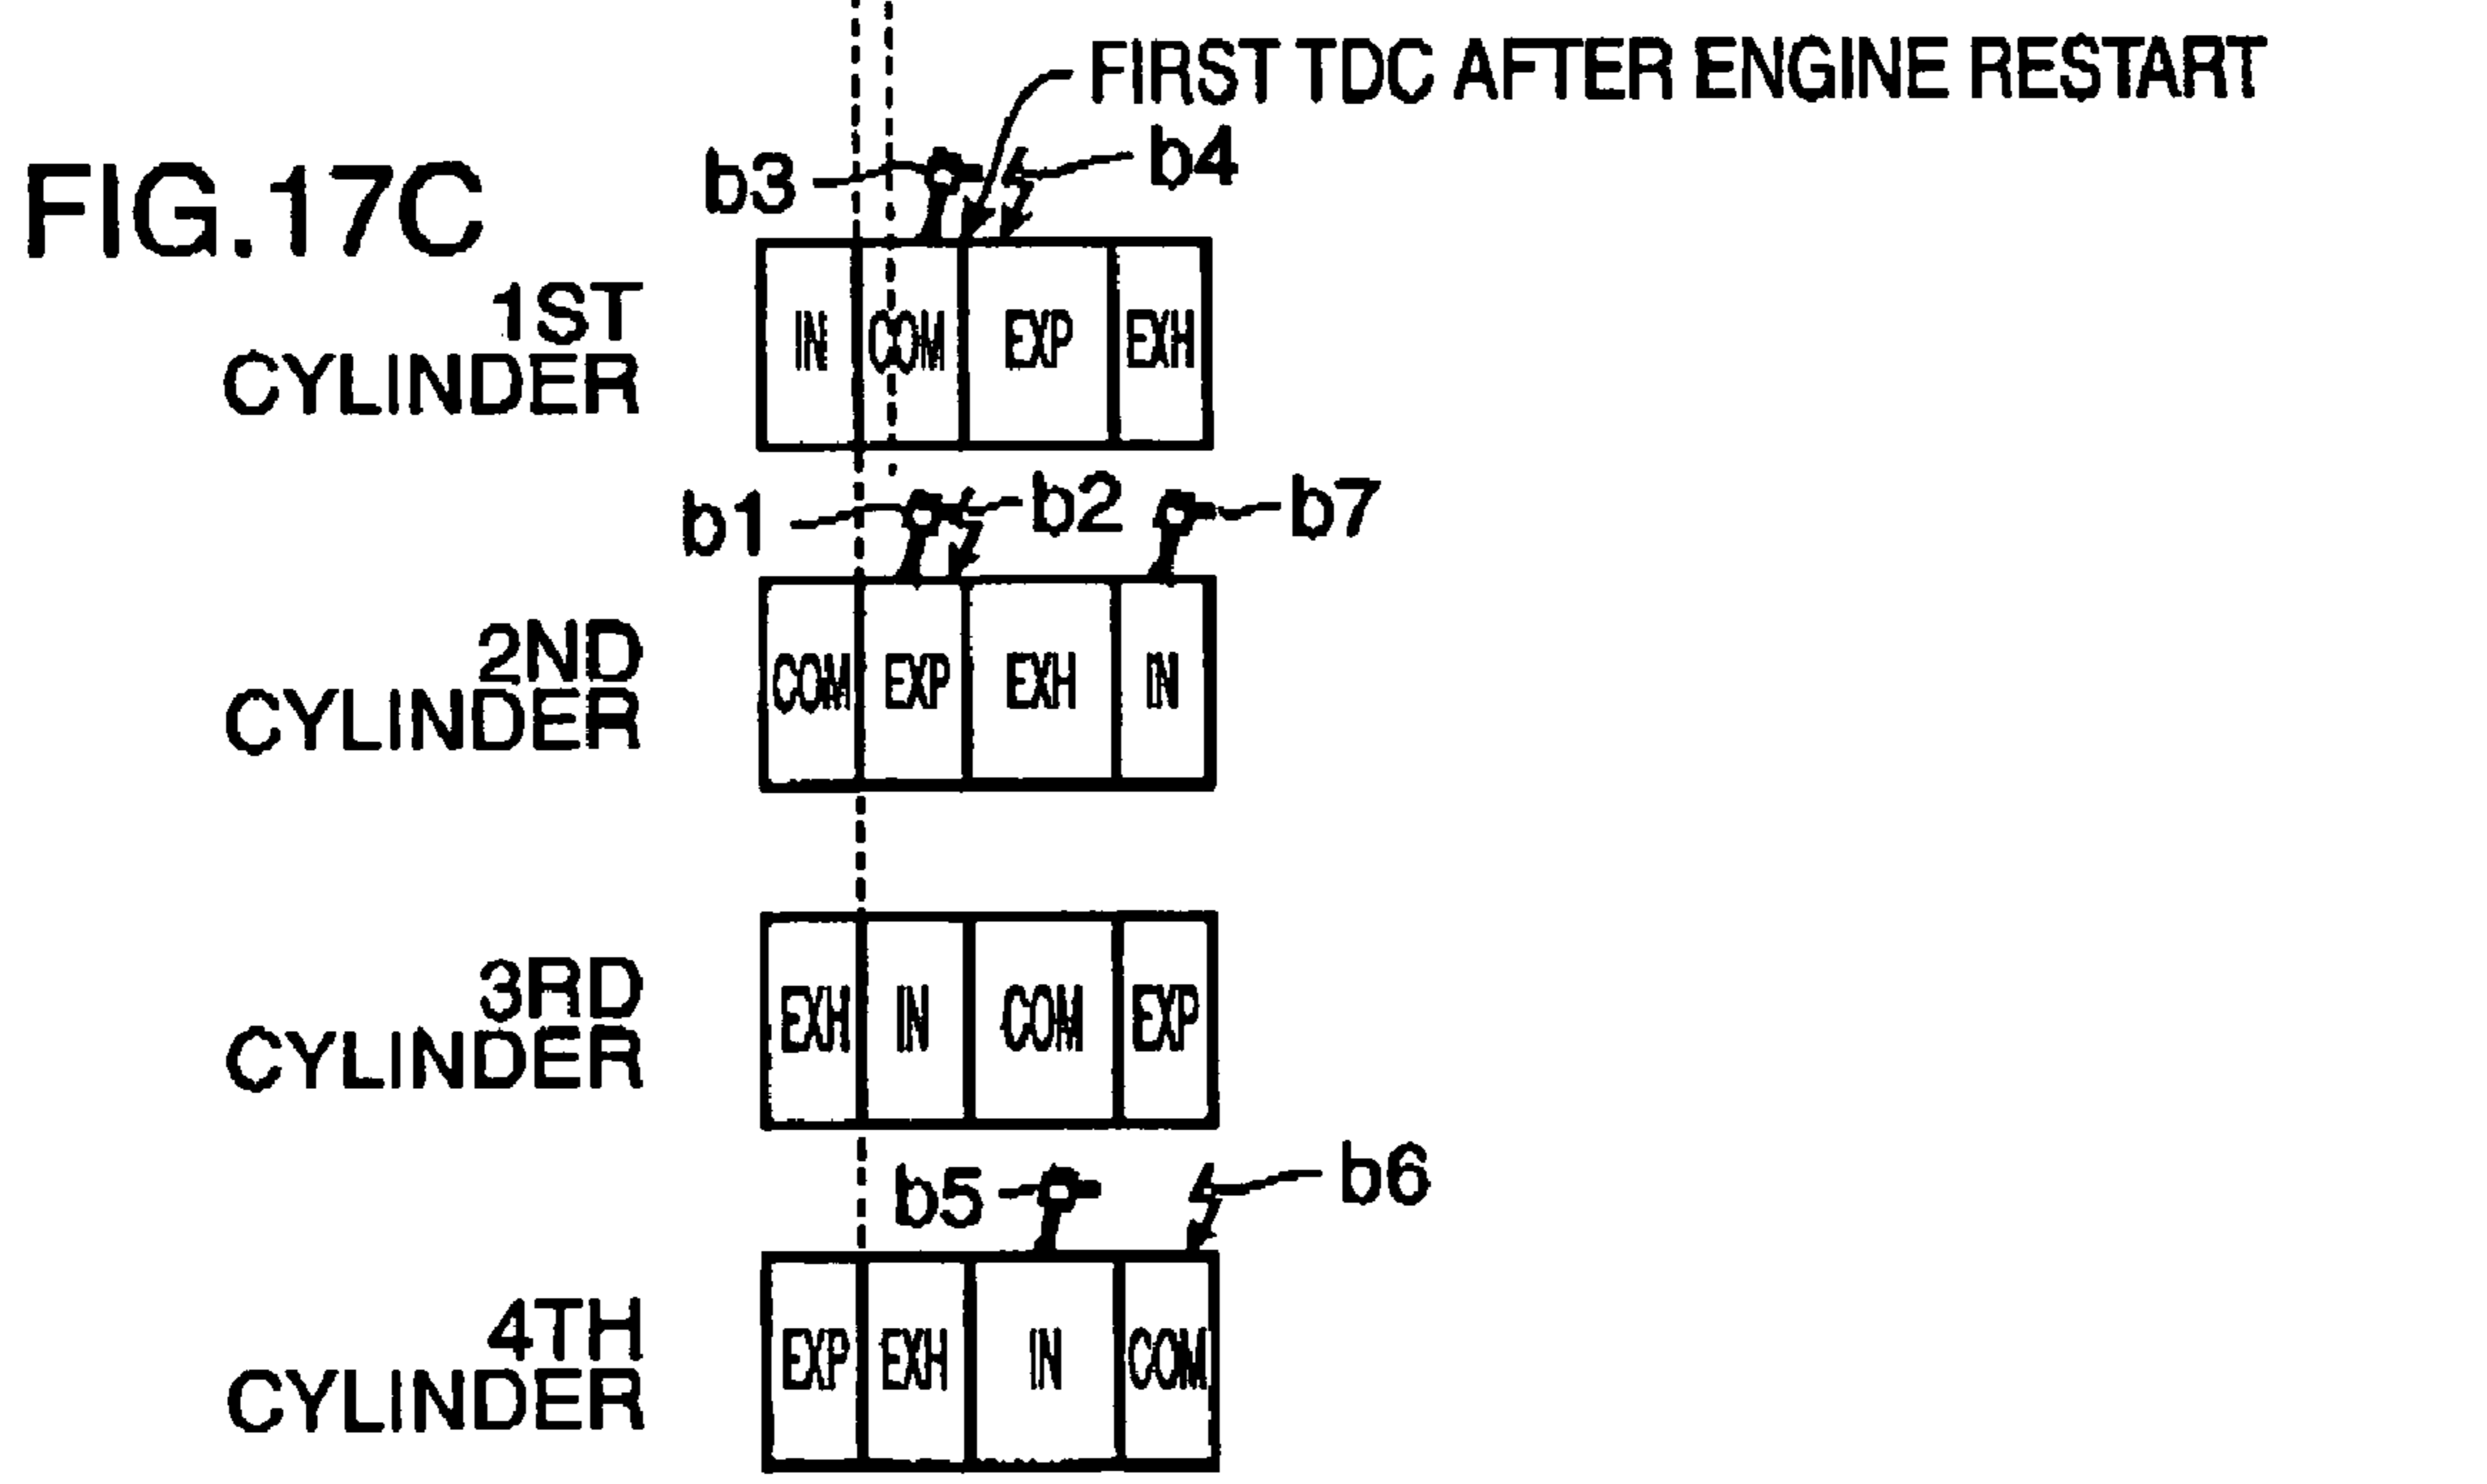 FIRST TDC AFTER ENGINE RESTART
b3
b4
FIG.17C
1ST
CYLINDER
IN COM EXP EXH
b1
b2
b7
2ND
CYLINDER
COM EXP EXH IN
3RD
CYLINDER
EXH IN COM EXP
b5
b6
4TH
CYLINDER
EXP EXH IN COM